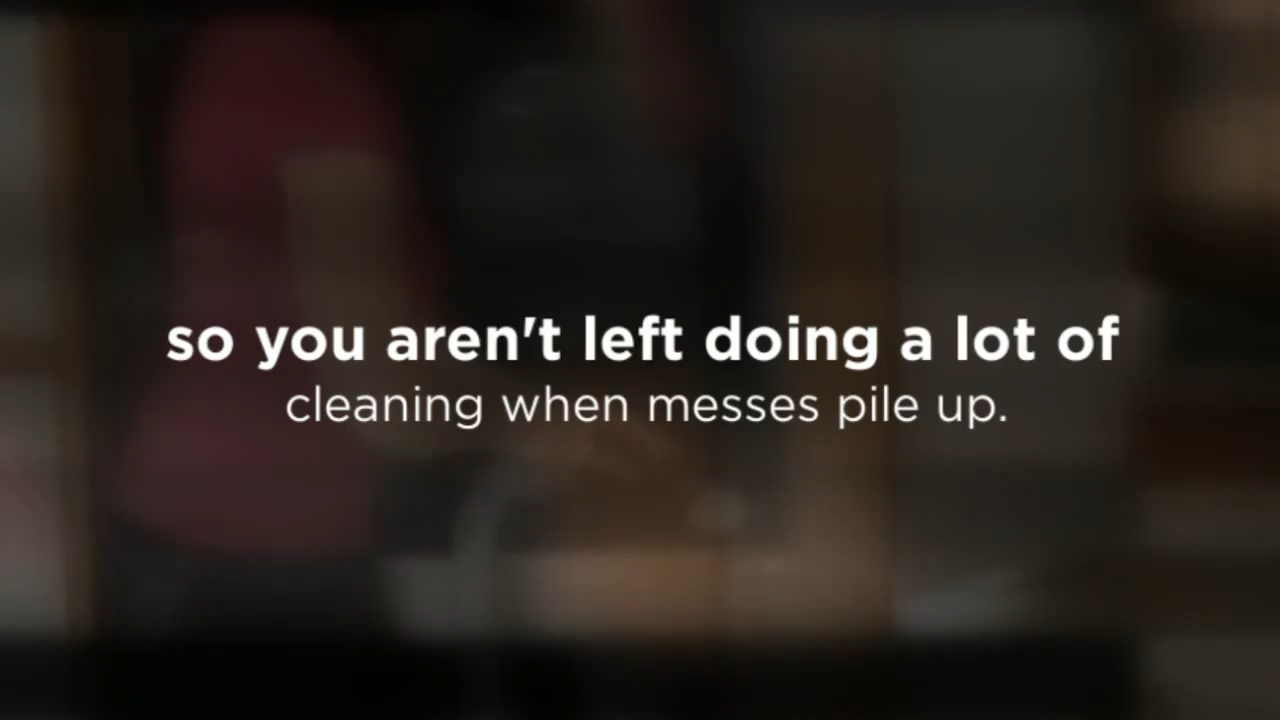 so you aren't left doing a lot of
cleaning when messes pile up.